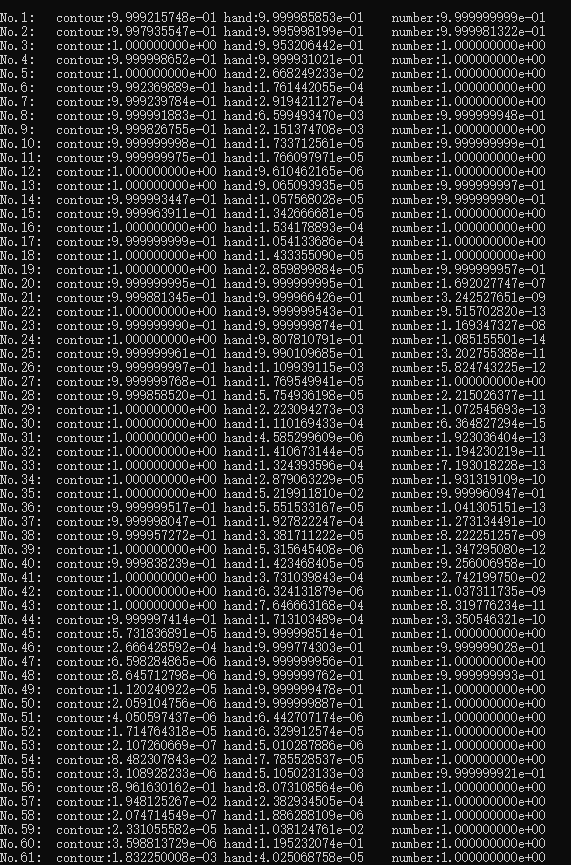 No.1: contour:9.999215748e-01 hand:9.999985853e-01 number:9.999999999e-01
No.2: contour:9.997935547e-01 hand:9.995998199e-01 number:9.999981322e-01
No.3: contour:1.000000000e+00 hand:9.953206442e-01 number:1.000000000e+00
No.4: contour:9.999998652e-01 hand:9.999931021e-01 number:1.000000000e+00
No.5: contour:1.000000000e+00 hand:2.668249233e-02 number:1.000000000e+00
No.6: contour:9.992369889e-01 hand:1.761442055e-04 number:1.000000000e+00
No.7: contour:9.999239784e-01 hand:2.919421127e-04 number:1.000000000e+00
No.8: contour:9.999991883e-01 hand:6.599493470e-03 number:9.999999948e-01
No.9: contour:9.999826755e-01 hand:2.151374708e-03 number:1.000000000e+00
No.10: contour:9.999999998e-01 hand:1.733712561e-05 number:9.999999999e-01
No.11: contour:9.999999975e-01 hand:1.766097971e-05 number:1.000000000e+00
No.12: contour:1.000000000e+00 hand:9.610462165e-06 number:1.000000000e+00
No.13: contour:1.000000000e+00 hand:9.065093935e-05 number:9.999999997e-01
No.14: contour:9.999993447e-01 hand:1.057568028e-05 number:9.999999990e-01
No.15: contour:9.999963911e-01 hand:1.342666681e-05 number:1.000000000e+00
No.16: contour:1.000000000e+00 hand:1.534178893e-04 number:1.000000000e+00
No.17: contour:9.999999999e-01 hand:1.054133686e-04 number:1.000000000e+00
No.18: contour:1.000000000e+00 hand:1.433355090e-05 number:1.000000000e+00
No.19: contour:1.000000000e+00 hand:2.859899884e-05 number:9.999999957e-01
No.20: contour:9.999999995e-01 hand:9.999999995e-01 number:1.692027747e-07
No.21: contour:9.999881345e-01 hand:9.999966426e-01 number:3.242527651e-09
No.22: contour:1.000000000e+00 hand:9.999999543e-01 number:9.515702820e-13
No.23: contour:9.999999990e-01 hand:9.999999874e-01 number:1.169347327e-08
No.24: contour:1.000000000e+00 hand:9.807810791e-01 number:1.085155501e-14
No.25: contour:9.999999961e-01 hand:9.990109685e-01 number:3.202755388e-11
No.26: contour:9.999999997e-01 hand:1.109939115e-03 number:5.824743225e-12
No.27: contour:9.999999768e-01 hand:1.769549941e-05 number:1.000000000e+00
No.28: contour:9.999858520e-01 hand:5.754936198e-05 number:2.215026377e-11
No.29: contour:1.000000000e+00 hand:2.223094273e-03 number:1.072545693e-13
No.30: contour:1.000000000e+00 hand:1.110169433e-04 number:6.364827294e-15
No.31: contour:1.000000000e+00 hand:4.585299609e-06 number:1.923036404e-13
No.32: contour:1.000000000e+00 hand:1.410673144e-05 number:1.194230219e-11
No.33: contour:1.000000000e+00 hand:1.324393596e-04 number:7.193018228e-13
No.34: contour:1.000000000e+00 hand:2.879063229e-05 number:1.931319109e-10
No.35: contour:1.000000000e+00 hand:5.219911810e-02 number:9.999960947e-01
No.36: contour:9.999999517e-01 hand:5.551533167e-05 number:1.041305151e-13
No.37: contour:9.999998047e-01 hand:1.927822247e-04 number:1.273134491e-10
No.38: contour:9.999957272e-01 hand:3.381711222e-05 number:8.222251257e-09
No.39: contour:1.000000000e+00 hand:5.315645408e-06 number:1.347295080e-12
No.40: contour:9.999838239e-01 hand:1.423468405e-05 number:9.256006958e-10
No.41: contour:1.000000000e+00 hand:3.731039843e-04 number:2.742199750e-02
No.42: contour:1.000000000e+00 hand:6.324131879e-06 number:1.037311735e-09
No.43: contour:1.000000000e+00 hand:7.646663168e-04 number:8.319776234e-11
No.44: contour:9.999997414e-01 hand:1.713103489e-04 number:3.350546321e-10
No.45: contour:5.731836891e-05 hand:9.999998514e-01 number:1.000000000e+00
No.46: contour:2.666428592e-04 hand:9.999774303e-01 number:9.999999028e-01
No.47: contour:6.598284865e-06 hand:9.999999956e-01 number:1.000000000e+00
No.48: contour:8.645712798e-06 hand:9.999999762e-01 number:9.999999993e-01
No.49: contour:1.120240922e-05 hand:9.999999478e-01 number:1.000000000e+00
No.50: contour:2.059104756e-06 hand:9.999999887e-01 number:1.000000000e+00
No.51: contour:4.050597437e-06 hand:6.442707174e-06 number:1.000000000e+00
No.52: contour:1.714764318e-05 hand:6.329912574e-05 number:1.000000000e+00
No.53: contour:2.107260669e-07 hand:5.010287886e-06 number:1.000000000e+00
No.54: contour:8.482307843e-02 hand:7.785528537e-05 number:1.000000000e+00
No.55: contour:3.108928233e-06 hand:5.105023133e-03 number:9.999999921e-01
No.56: contour:8.961630162e-01 hand:8.073108564e-06 number:1.000000000e+00
No.57: contour:1.948125267e-02 hand:2.382934505e-04 number:1.000000000e+00
No.58: contour:2.074714549e-07 hand:1.886288109e-06 number:1.000000000e+00
No.59: contour:2.331055582e-05 hand:1.038124761e-02 number:1.000000000e+00
No.60: contour:3.598813729e-06 hand:1.195232074e-01 number:1.000000000e+00
No.61: contour:1.832250008e-03 hand:4.025068758e-05 number:1.000000000e+00